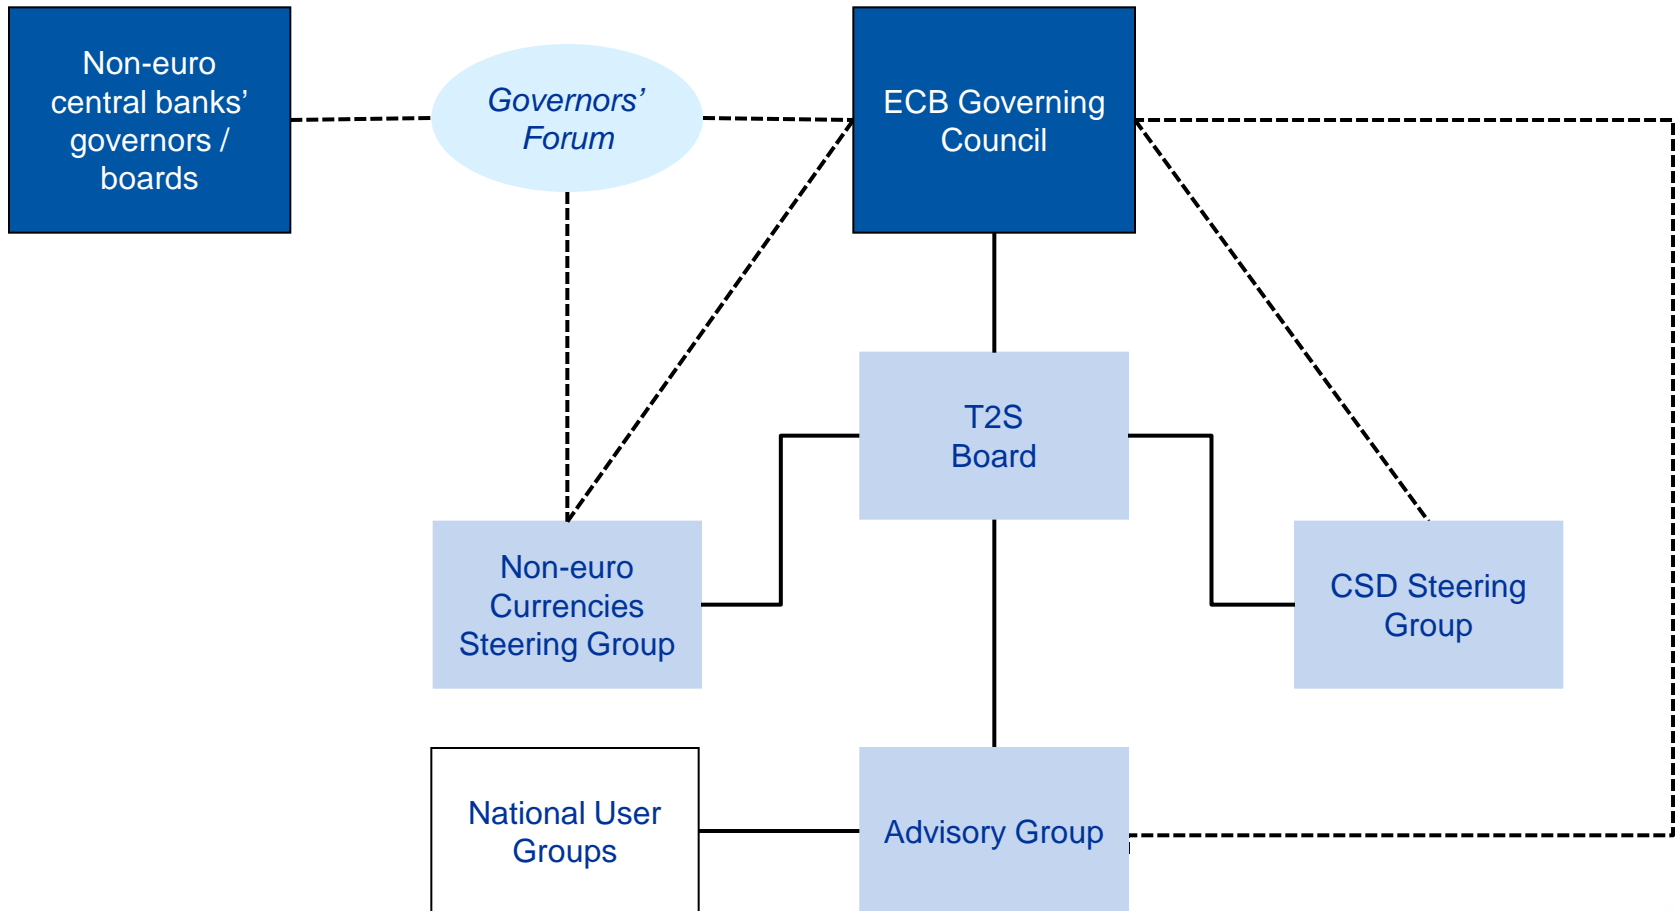 Non-euro
central banks’
governors /
boards
Governors’
Forum
ECB Governing
Council
T2S
Board
Non-euro
Currencies
Steering Group
CSD Steering
Group
National User
Groups
Advisory Group